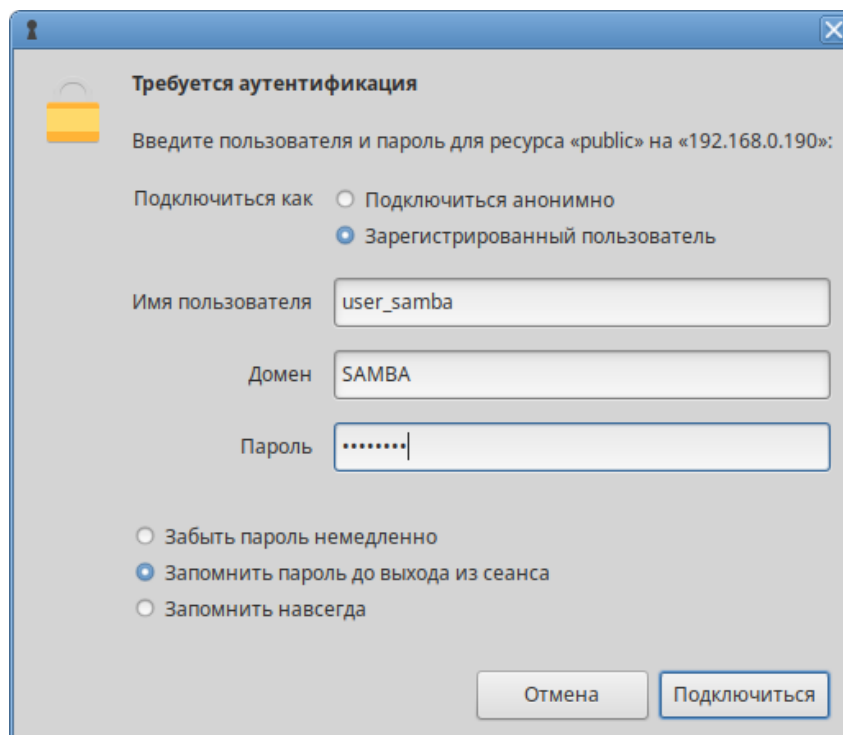 Требуется аутентификация
Введите пользователя и пароль для ресурса «public» на «192.168.0.190»:
Подключиться как Подключиться анонимно
Зарегистрированный пользователь
Имя пользователя user_samba
Домен SAMBA
Пароль ••••••••
Забыть пароль немедленно
Запомнить пароль до выхода из сеанса
Запомнить навсегда
Отмена Подключиться